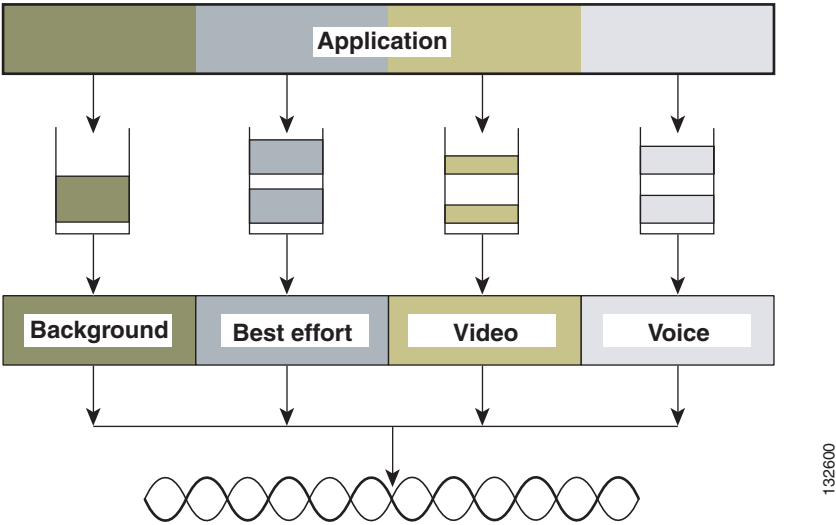 Application
Background
Best effort
Video
Voice
132600